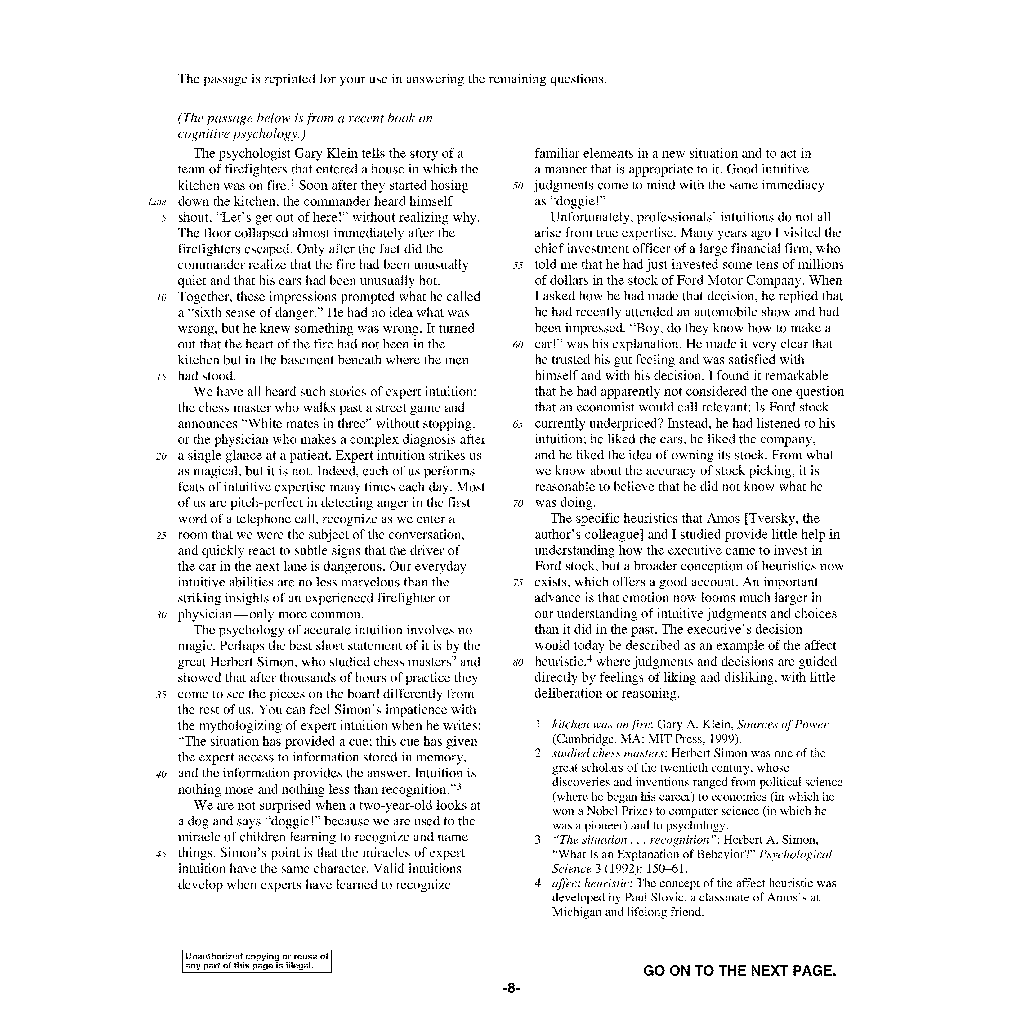 The passage is reprinted for your use in answering the remaining questions.
(The passage below is from a recent book on
cognitive psychology.)
The psychologist Gary Klein tells the story of a
team of firefighters that entered a house in which the
kitchen was on fire.1 Soon after they started hosing
Line down the kitchen, the commander heard himself
5 shout, “Let’s get out of here!” without realizing why.
The floor collapsed almost immediately after the
firefighters escaped. Only after the fact did the
commander realize that the fire had been unusually
quiet and that his ears had been unusually hot.
10 Together, these impressions prompted what he called
a “sixth sense of danger.” He had no idea what was
wrong, but he knew something was wrong. It turned
out that the heart of the fire had not been in the
kitchen but in the basement beneath where the men
15 had stood.
We have all heard such stories of expert intuition:
the chess master who walks past a street game and
announces “White mates in three” without stopping,
or the physician who makes a complex diagnosis after
20 a single glance at a patient. Expert intuition strikes us
as magical, but it is not. Indeed, each of us performs
feats of intuitive expertise many times each day. Most
of us are pitch-perfect in detecting anger in the first
word of a telephone call, recognize as we enter a
25 room that we were the subject of the conversation,
and quickly react to subtle signs that the driver of
the car in the next lane is dangerous. Our everyday
intuitive abilities are no less marvelous than the
striking insights of an experienced firefighter or
30 physician—only more common.
The psychology of accurate intuition involves no
magic. Perhaps the best short statement of it is by the
great Herbert Simon, who studied chess masters2 and
showed that after thousands of hours of practice they
35 come to see the pieces on the board differently from
the rest of us. You can feel Simon’s impatience with
the mythologizing of expert intuition when he writes:
“The situation has provided a cue; this cue has given
the expert access to information stored in memory,
40 and the information provides the answer. Intuition is
nothing more and nothing less than recognition.”3
We are not surprised when a two-year-old looks at
a dog and says “doggie!” because we are used to the
miracle of children learning to recognize and name
45 things. Simon’s point is that the miracles of expert
intuition have the same character. Valid intuitions
develop when experts have learned to recognize
familiar elements in a new situation and to act in
a manner that is appropriate to it. Good intuitive
50 judgments come to mind with the same immediacy
as “doggie!”
Unfortunately, professionals’ intuitions do not all
arise from true expertise. Many years ago I visited the
chief investment officer of a large financial firm, who
55 told me that he had just invested some tens of millions
of dollars in the stock of Ford Motor Company. When
I asked how he had made that decision, he replied that
he had recently attended an automobile show and had
been impressed. “Boy, do they know how to make a
60 car!” was his explanation. He made it very clear that
he trusted his gut feeling and was satisfied with
himself and with his decision. I found it remarkable
that he had apparently not considered the one question
that an economist would call relevant: Is Ford stock
65 currently underpriced? Instead, he had listened to his
intuition; he liked the cars, he liked the company,
and he liked the idea of owning its stock. From what
we know about the accuracy of stock picking, it is
reasonable to believe that he did not know what he
70 was doing.
The specific heuristics that Amos [Tversky, the
author’s colleague] and I studied provide little help in
understanding how the executive came to invest in
Ford stock, but a broader conception of heuristics now
75 exists, which offers a good account. An important
advance is that emotion now looms much larger in
our understanding of intuitive judgments and choices
than it did in the past. The executive’s decision
would today be described as an example of the affect
80 heuristic,4 where judgments and decisions are guided
directly by feelings of liking and disliking, with little
deliberation or reasoning.
1 kitchen was on fire: Gary A. Klein, Sources of Power
(Cambridge, MA: MIT Press, 1999).
2 studied chess masters: Herbert Simon was one of the
great scholars of the twentieth century, whose
discoveries and inventions ranged from political science
(where he began his career) to economics (in which he
won a Nobel Prize) to computer science (in which he
was a pioneer) and to psychology.
3 “The situation . . . recognition”: Herbert A. Simon,
“What Is an Explanation of Behavior?” Psychological
Science 3 (1992): 150–61.
4 affect heuristic: The concept of the affect heuristic was
developed by Paul Slovic, a classmate of Amos’s at
Michigan and lifelong friend.
Unauthorized copying or reuse of
any part of this page is illegal.
GO ON TO THE NEXT PAGE.
-8-